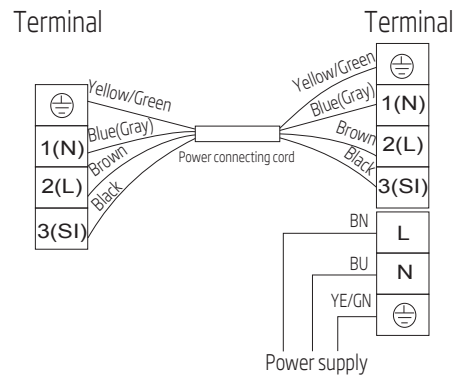 Terminal
Terminal
Yellow/Green
Blue(Gray)
Brown
Black
1(N)
2(L)
3(SI)
Power connecting cord
Yellow/Green
Blue(Gray)
Brown
Black
1(N)
2(L)
3(SI)
BN
L
BU
N
YE/GN
Power supply